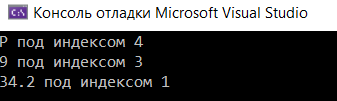 Консоль отладки Microsoft Visual Studio
P под индексом 4
9 под индексом 3
34.2 под индексом 1